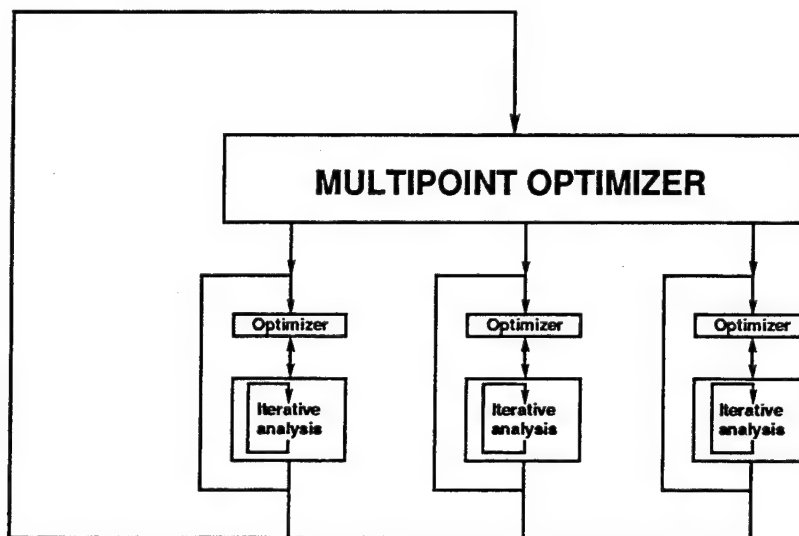 MULTIPOINT OPTIMIZER
Optimizer
Optimizer
Optimizer
Iterative
analysis
Iterative
analysis
Iterative
analysis